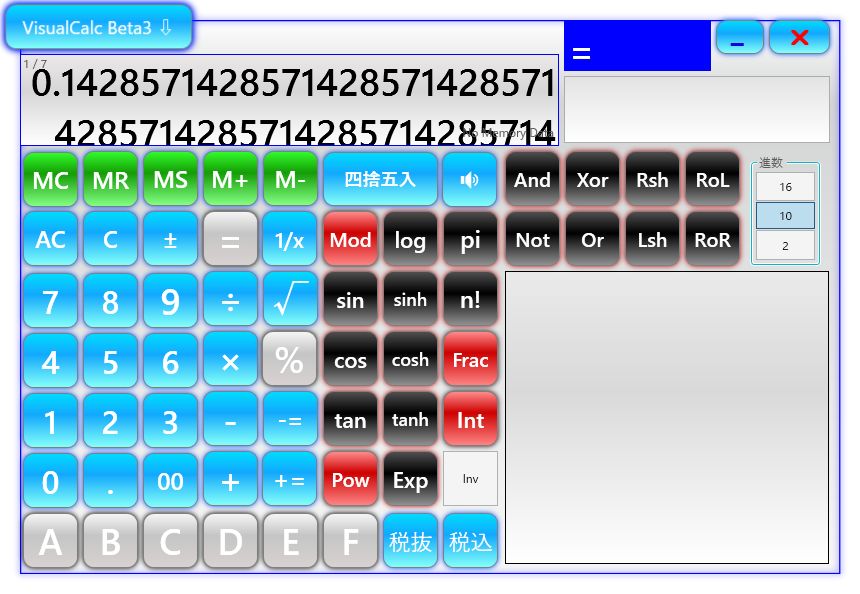 VisualCalc Beta3 ⇩
=
1 / 7
0.1428571428571428571428571
4285714285714285714285714
No Memory Data
MC MR MS M+ M- 四捨五入 And Xor Rsh RoL
進数
16
AC C ± = 1/x Mod log pi Not Or Lsh RoR
10
2
7 8 9 ÷ √ sin sinh n!
4 5 6 × % cos cosh Frac
1 2 3 - -= tan tanh Int
0 . 00 + += Pow Exp Inv
A B C D E F 税抜 税込